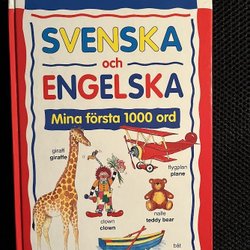 SVENSKA
och
ENGELSKA
Mina första 1000 ord
giraff
giraffe
flygplan
plane
nalle
teddy bear
clown
clown
båt